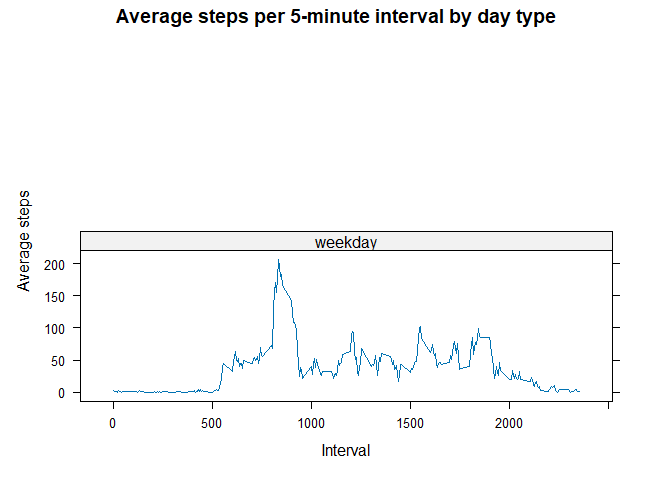 Average steps per 5-minute interval by day type
Average steps
weekday
200
150
100
50
0
0 500 1000 1500 2000
Interval